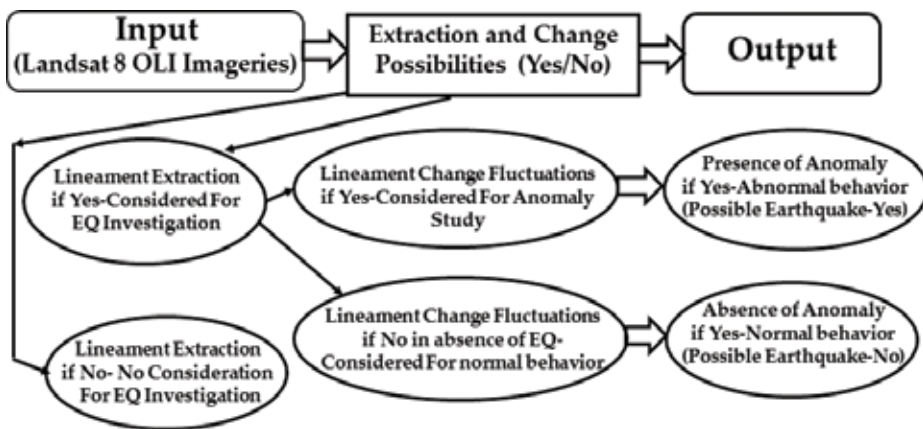 Input
(Landsat 8 OLI Imageries)
Extraction and Change
Possibilities (Yes/No)
Output
Lineament Extraction
if Yes-Considered For
EQ Investigation
Lineament Change Fluctuations
if Yes-Considered For Anomaly
Study
Presence of Anomaly
if Yes-Abnormal behavior
(Possible Earthquake-Yes)
Lineament Extraction
if No- No Consideration
For EQ Investigation
Lineament Change Fluctuations
if No in absence of EQ-
Considered For normal behavior.
Absence of Anomaly
if Yes-Normal behavior
(Possible Earthquake-No)